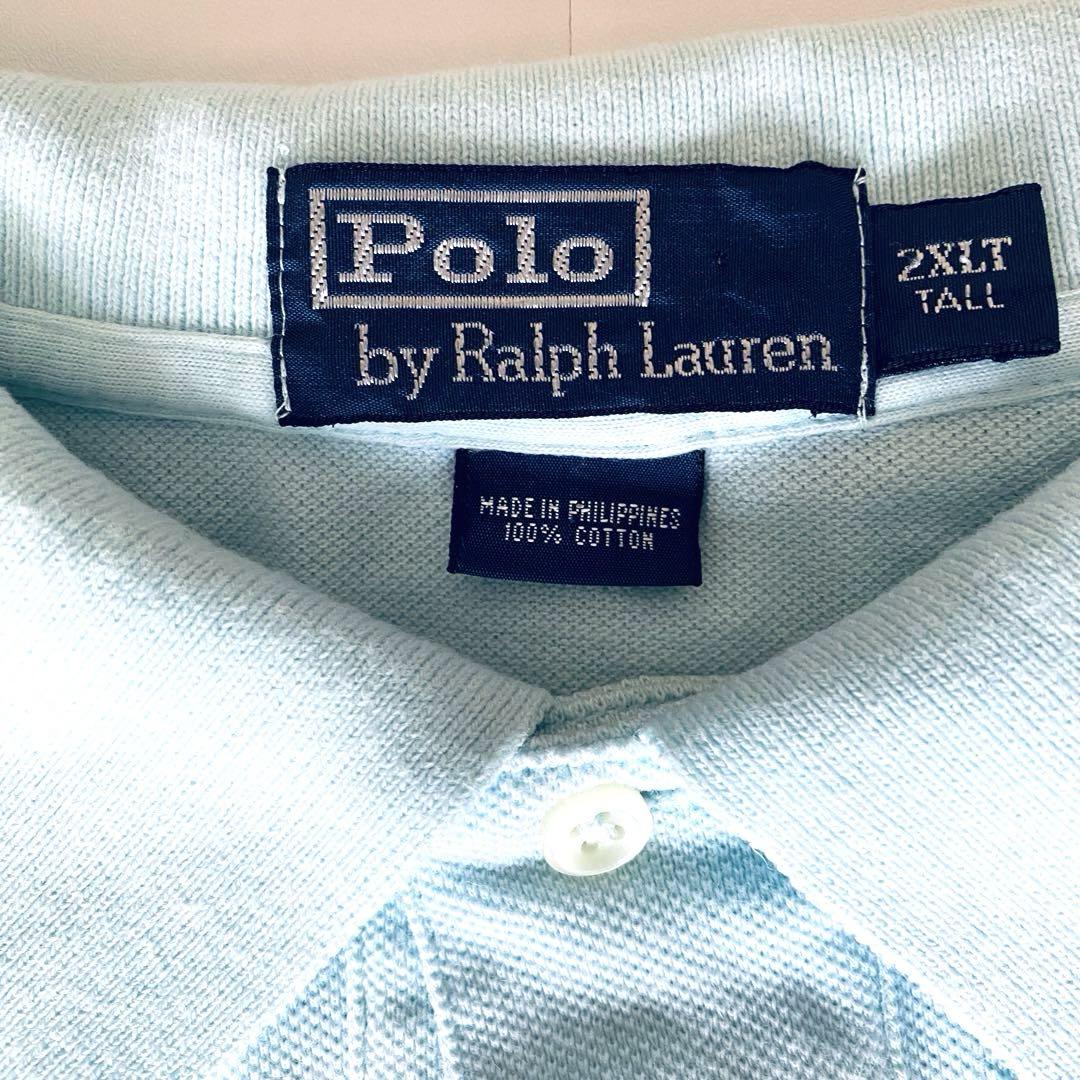 Polo
by Ralph Lauren
2XLT
TALL
MADE IN PHILIPPINES
100% COTTON